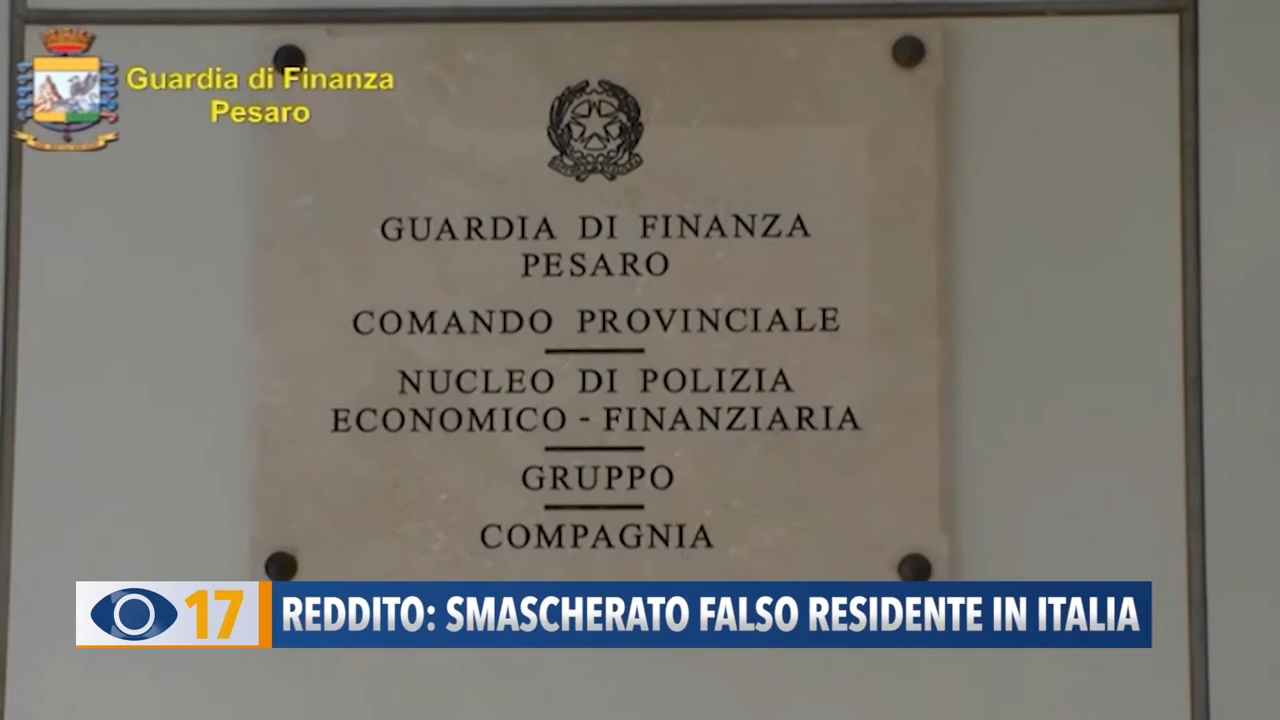 Guardia di Finanza
Pesaro
GUARDIA DI FINANZA
PESARO
COMANDO PROVINCIALE
NUCLEO DI POLIZIA
ECONOMICO - FINANZIARIA
GRUPPO
COMPAGNIA
17
REDDITO: SMASCHERATO FALSO RESIDENTE IN ITALIA